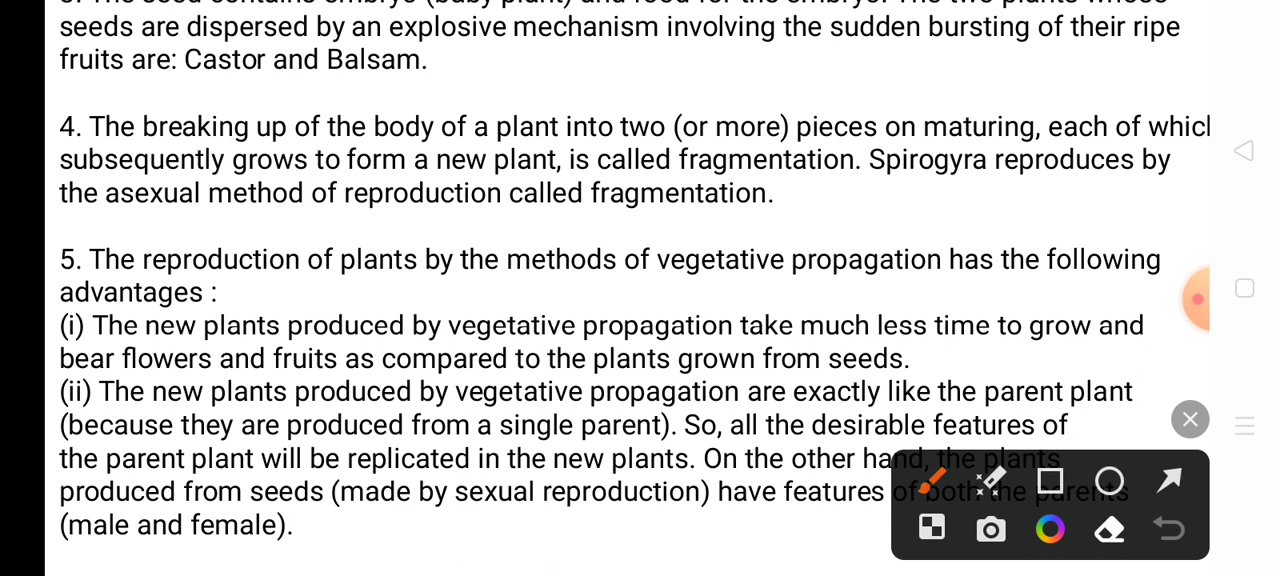 seeds are dispersed by an explosive mechanism involving the sudden bursting of their ripe
fruits are: Castor and Balsam.
4. The breaking up of the body of a plant into two (or more) pieces on maturing, each of which
subsequently grows to form a new plant, is called fragmentation. Spirogyra reproduces by
the asexual method of reproduction called fragmentation.
5. The reproduction of plants by the methods of vegetative propagation has the following
advantages :
(i) The new plants produced by vegetative propagation take much less time to grow and
bear flowers and fruits as compared to the plants grown from seeds.
(ii) The new plants produced by vegetative propagation are exactly like the parent plant
(because they are produced from a single parent). So, all the desirable features of
the parent plant will be replicated in the new plants. On the other hand, the plants
produced from seeds (made by sexual reproduction) have features of both the parents
(male and female).